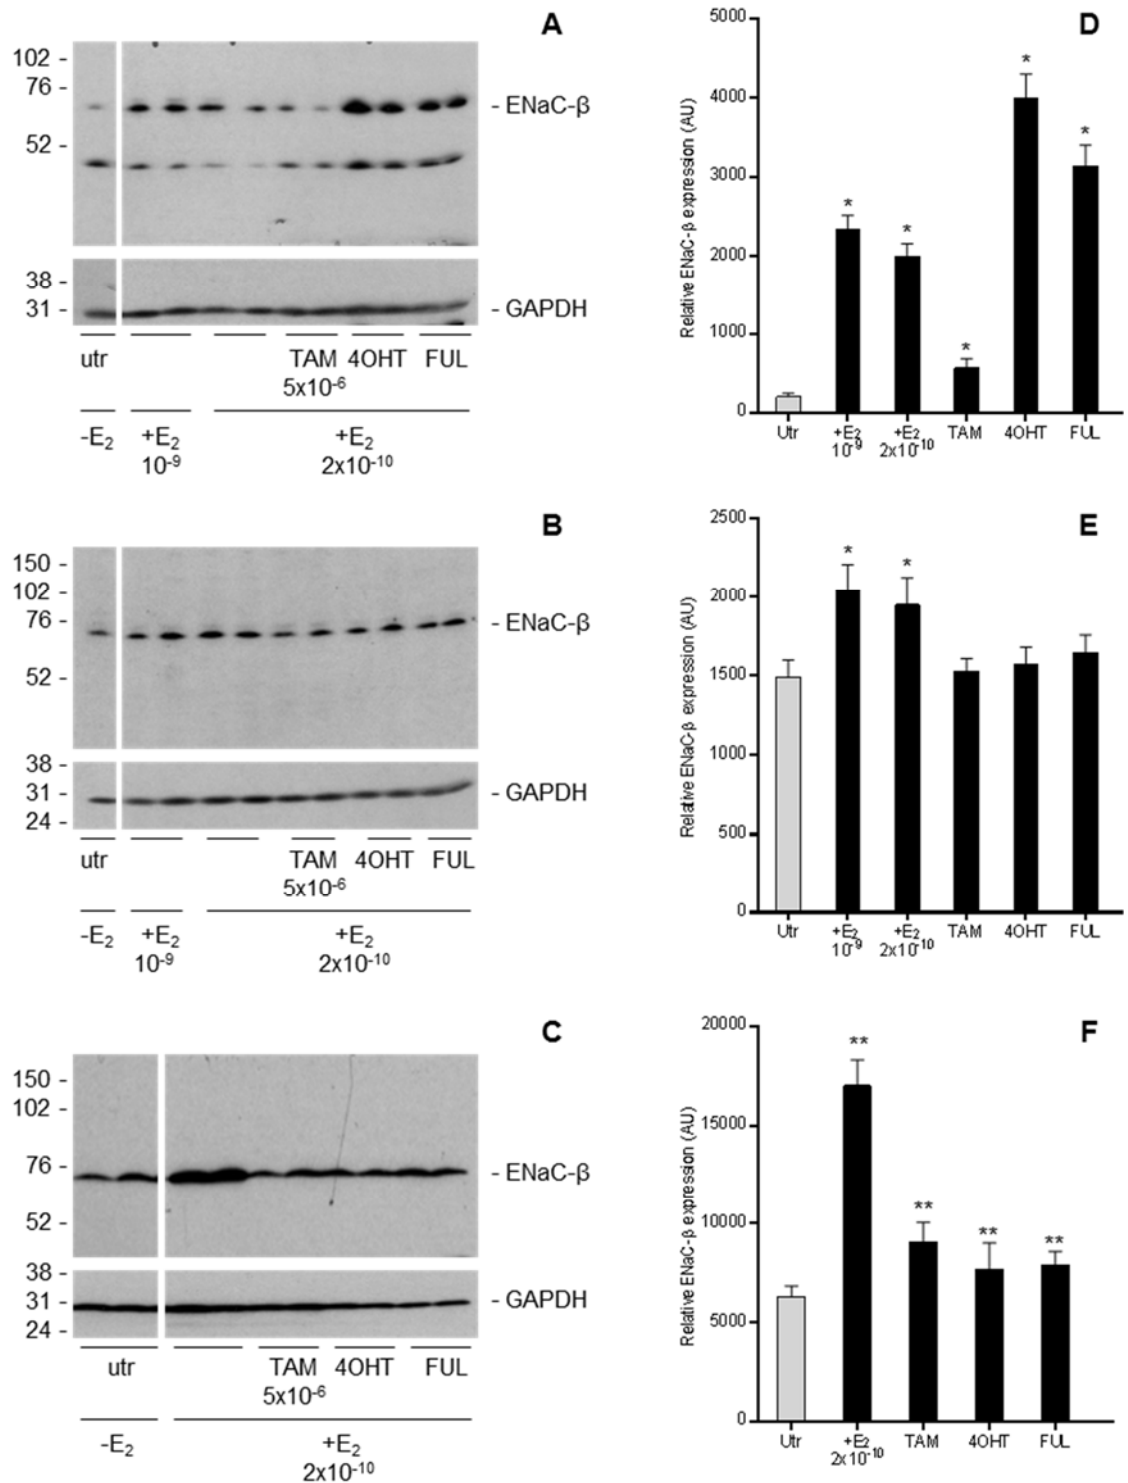 A
102 -
76 -
- ENaC-β
52 -
38 -
31 -
- GAPDH
utr
TAM 4OHT FUL
5x10⁻⁶
-E₂ +E₂ +E₂
10⁻⁹ 2x10⁻¹⁰
D
Relative ENaC-β expression (AU)
5000
4000
3000
2000
1000
0
* * * * *
Utr +E₂ +E₂ TAM 4OHT FUL
10⁻⁹ 2x10⁻¹⁰
B
150 -
102 -
76 -
- ENaC-β
52 -
38 -
31 -
- GAPDH
24 -
utr
TAM 4OHT FUL
5x10⁻⁶
-E₂ +E₂ +E₂
10⁻⁹ 2x10⁻¹⁰
E
Relative ENaC-β expression (AU)
2500
2000
1500
1000
500
0
* *
Utr +E₂ +E₂ TAM 4OHT FUL
10⁻⁹ 2x10⁻¹⁰
C
150 -
102 -
76 -
- ENaC-β
52 -
38 -
31 -
- GAPDH
24 -
utr TAM 4OHT FUL
5x10⁻⁶
-E₂ +E₂
2x10⁻¹⁰
F
Relative ENaC-β expression (AU)
20000
15000
10000
5000
0
** ** ** **
Utr +E₂ TAM 4OHT FUL
2x10⁻¹⁰